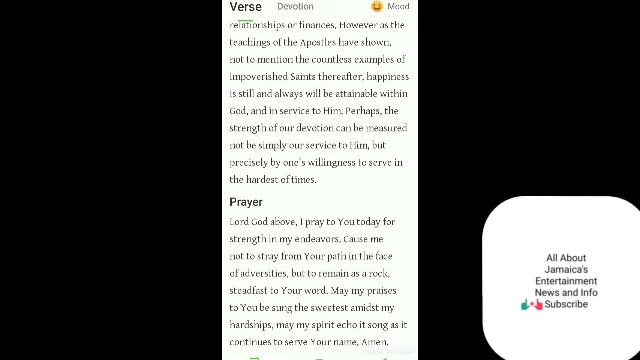 Verse Devotion Mood
relationships or finances, However as the
teachings of the Apostles have shown,
not to mention the countless examples of
impoverished Saints thereafter, happiness
is still and always will be attainable within
God, and in service to Him. Perhaps, the
strength of our devotion can be measured
not be simply our service to Him, but
precisely by one's willingness to serve in
the hardest of times.
Prayer
Lord God above, I pray to You today for
strength in my endeavors, Cause me
not to stray from Your path in the face
of adversities, but to remain as a rock,
steadfast to Your word. May my praises
to You be sung the sweetest amidst my
hardships, may my spirit echo it song as it
continues to serve Your name, Amen,
All About
Jamaica's
Entertainment
News and Info
Subscribe